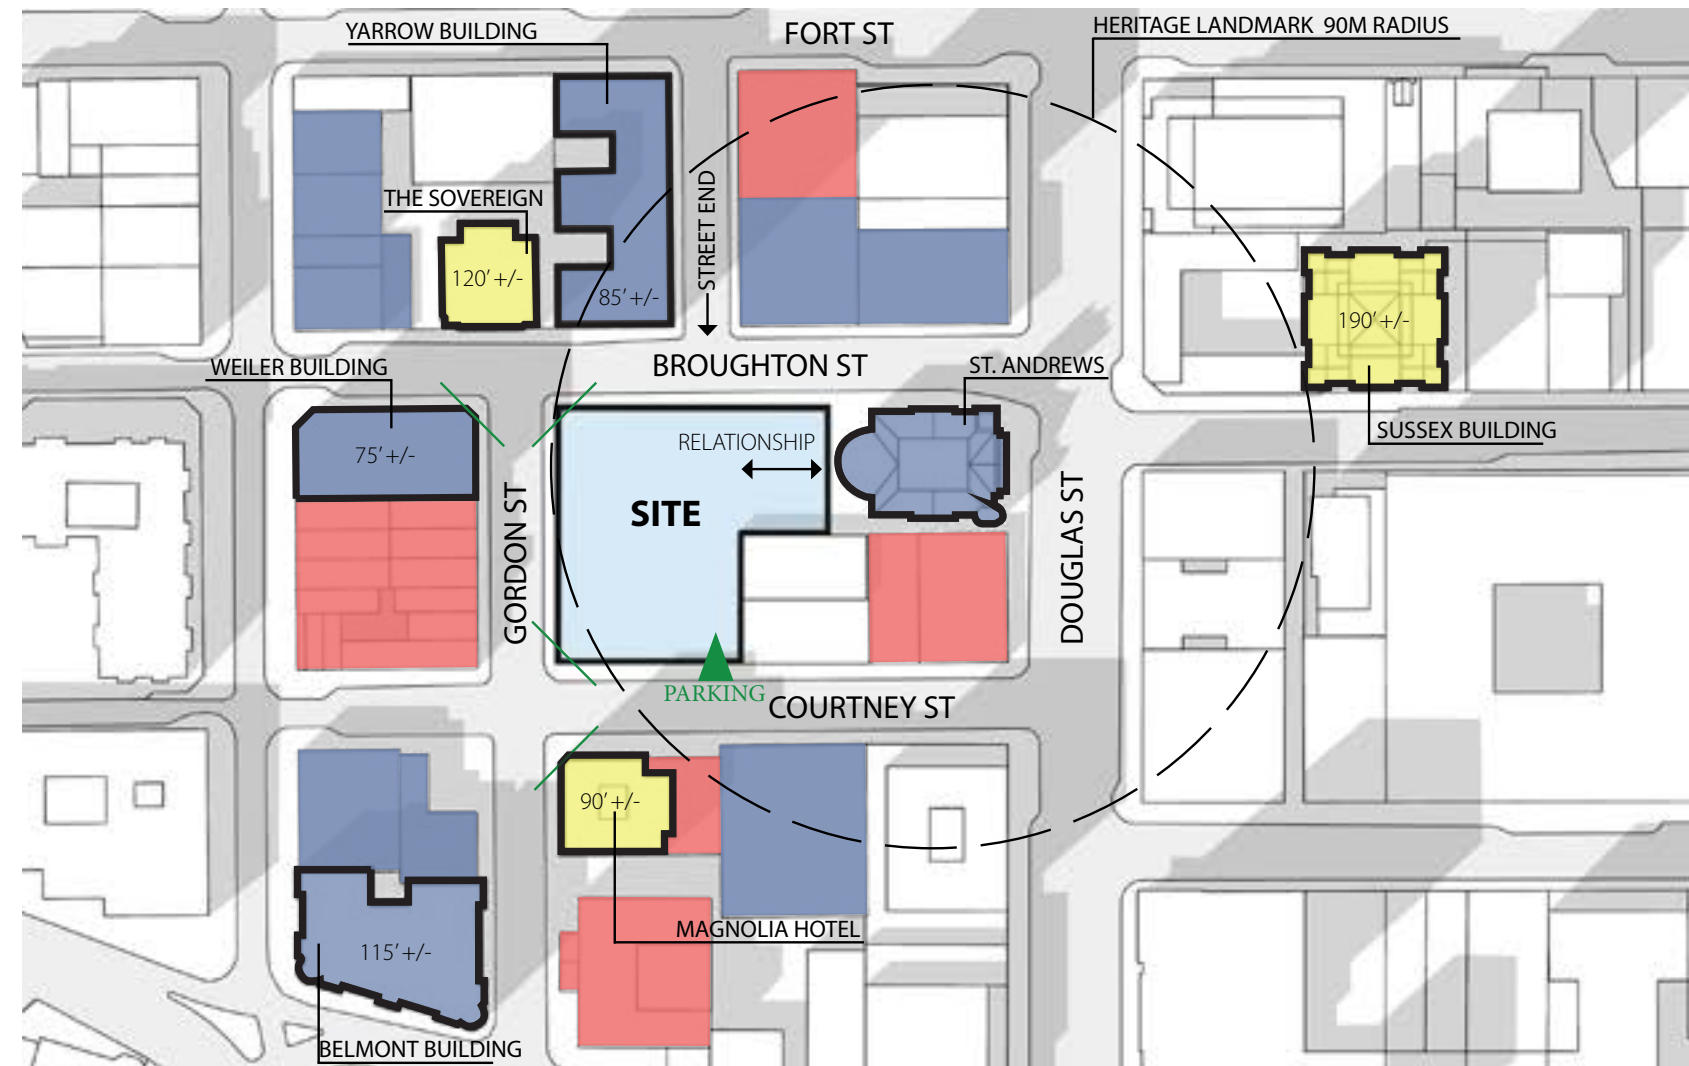 YARROW BUILDING
FORT ST
HERITAGE LANDMARK 90M RADIUS
THE SOVEREIGN
STREET END
120' +/-
85' +/-
190' +/-
WEILER BUILDING
BROUGHTON ST
ST. ANDREWS
SUSSEX BUILDING
75' +/-
RELATIONSHIP
SITE
GORDON ST
DOUGLAS ST
PARKING
COURTNEY ST
90' +/-
MAGNOLIA HOTEL
115' +/-
BELMONT BUILDING